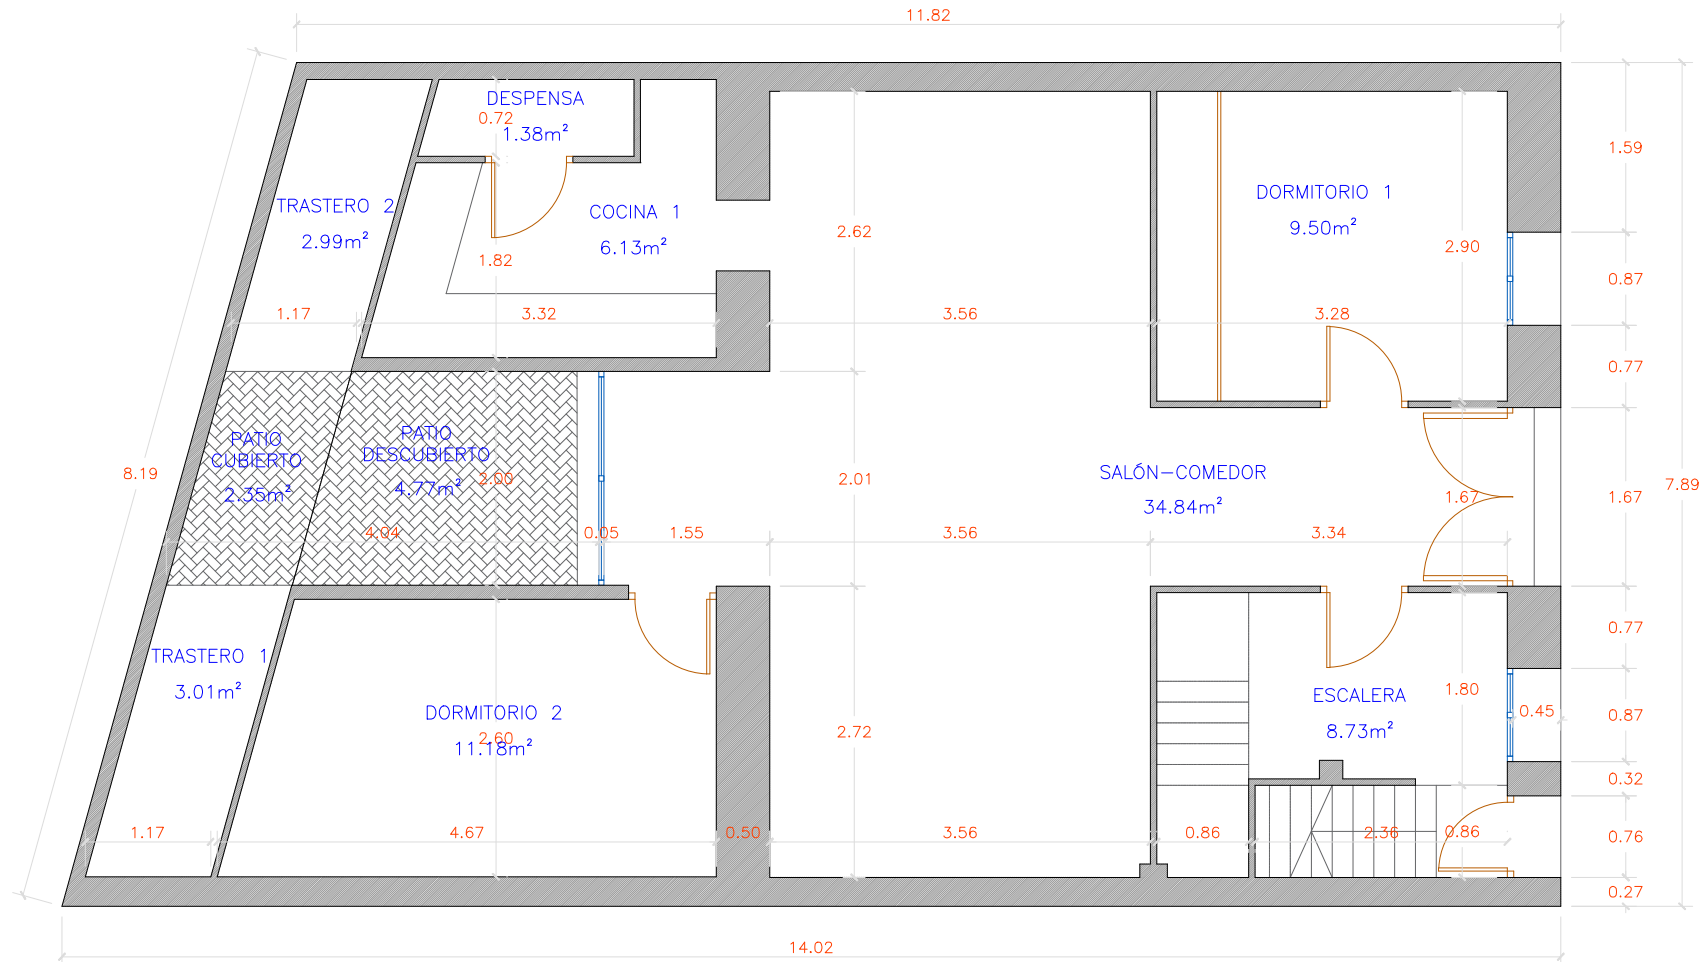 11.82
DESPENSA
0.72
1.38m²
1.59
TRASTERO 2
2.99m²
COCINA 1
6.13m²
DORMITORIO 1
9.50m²
2.62
2.90
1.82
0.87
1.17
3.32
3.56
3.28
0.77
PATIO
CUBIERTO
2.35m²
PATIO
DESCUBIERTO
4.77m²
2.00
8.19
2.01
SALÓN-COMEDOR
34.84m²
1.67
1.67
7.89
4.04
0.05
1.55
3.56
3.34
0.77
TRASTERO 1
3.01m²
DORMITORIO 2
2.60
11.18m²
2.72
ESCALERA
8.73m²
1.80
0.45
0.87
0.32
1.17
4.67
0.50
3.56
0.86
2.36
0.86
0.76
0.27
14.02